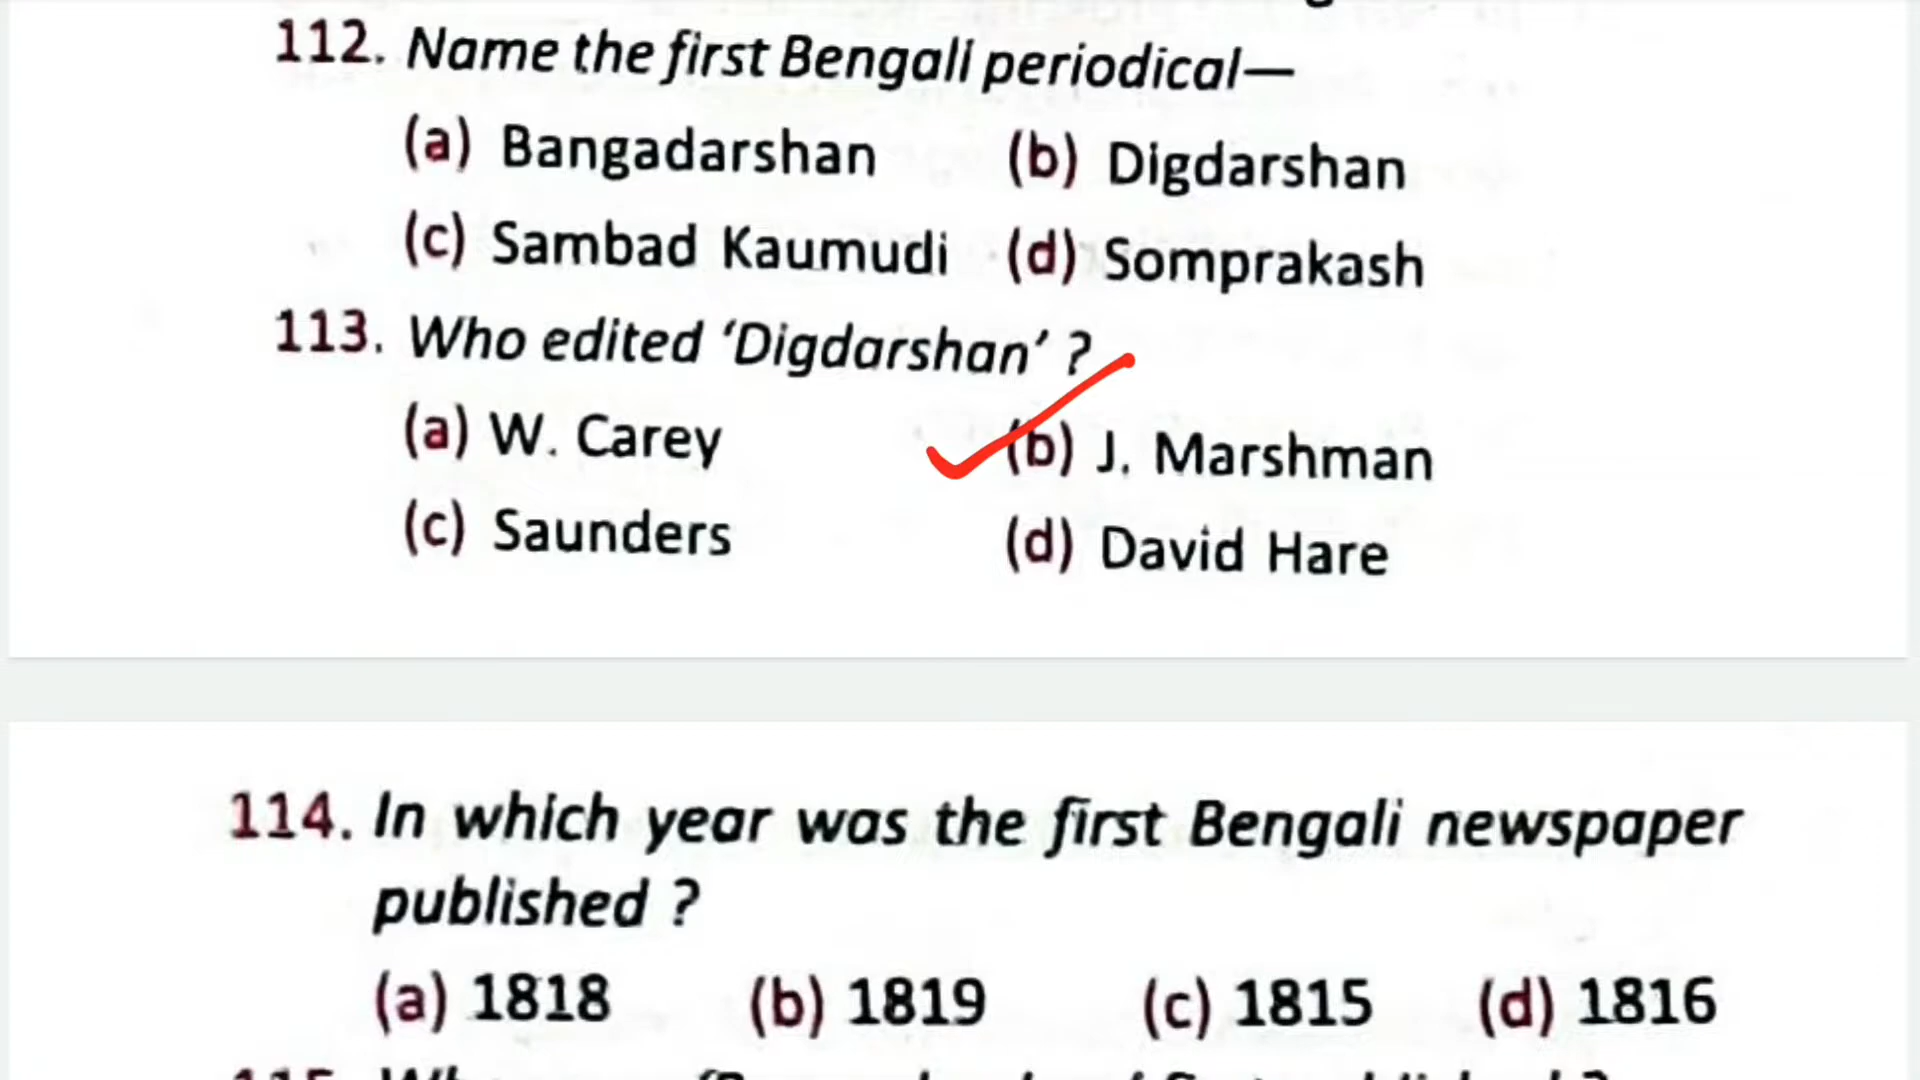 112. Name the first Bengali periodical—
(a) Bangadarshan (b) Digdarshan
(c) Sambad Kaumudi (d) Somprakash
113. Who edited ‘Digdarshan’ ?
(a) W. Carey (b) J. Marshman
(c) Saunders (d) David Hare
114. In which year was the first Bengali newspaper
published ?
(a) 1818 (b) 1819 (c) 1815 (d) 1816
115.